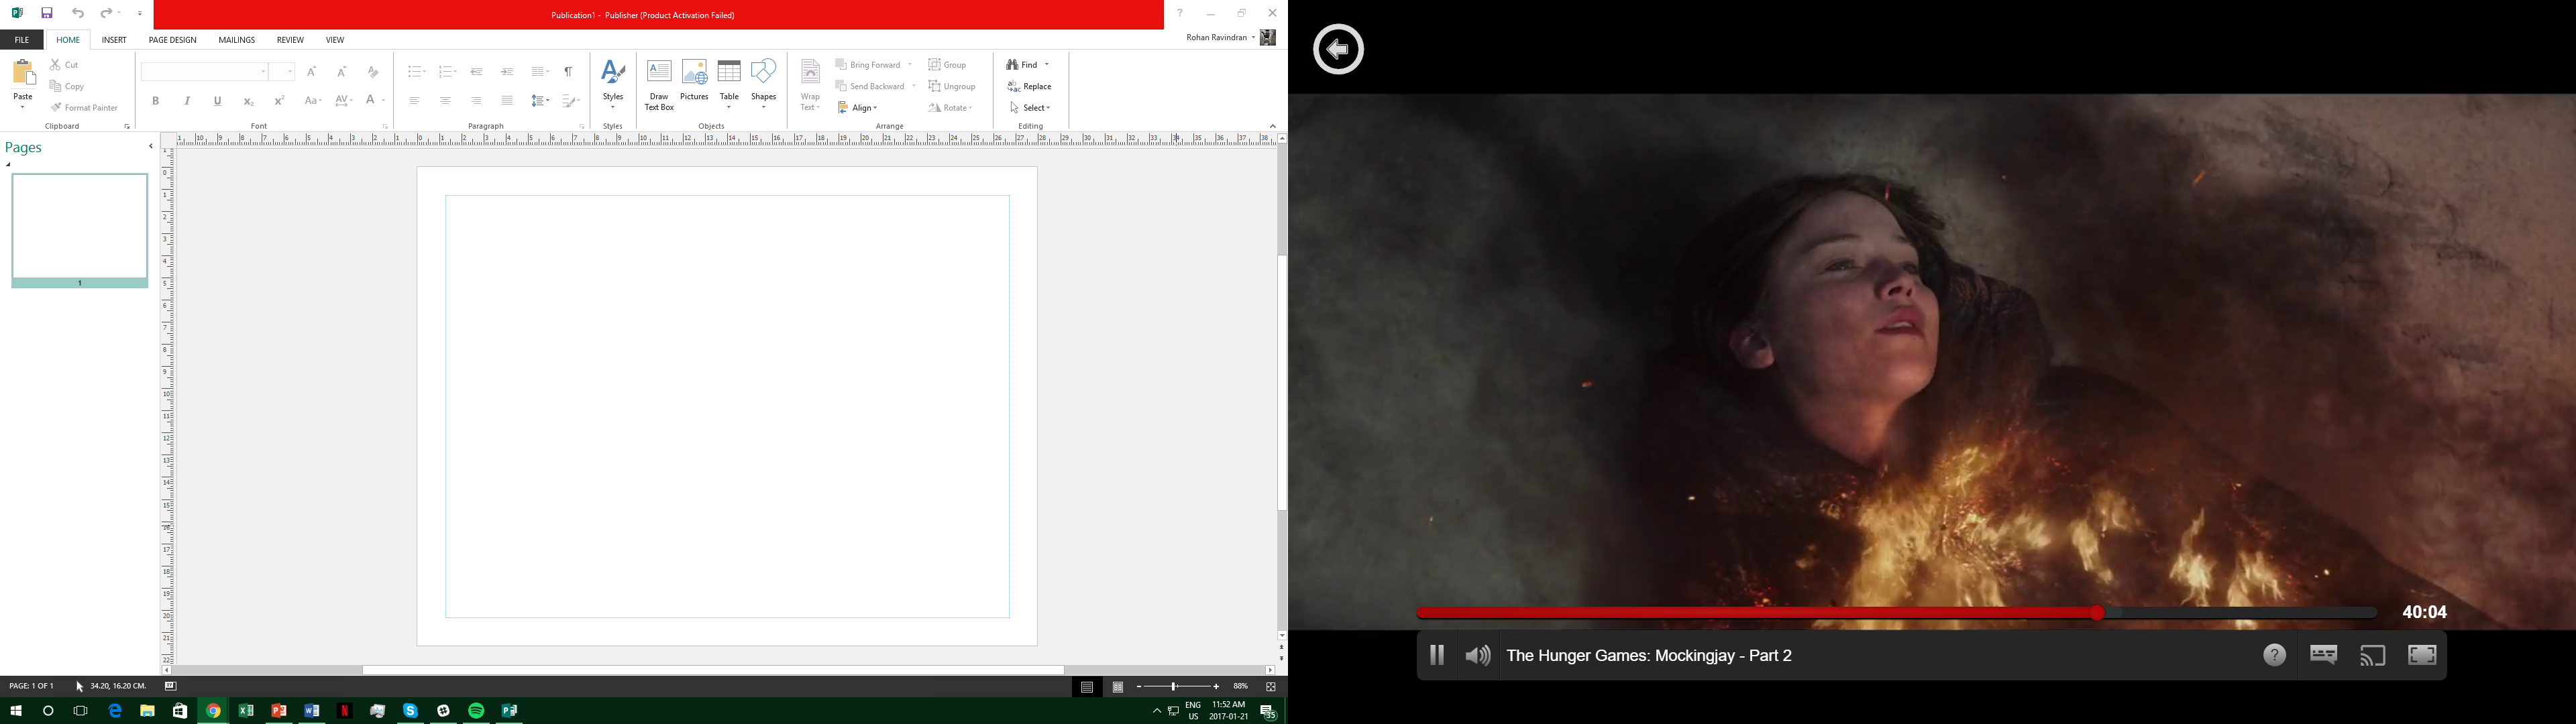 Publication1 - Publisher (Product Activation Failed)
FILE HOME INSERT PAGE DESIGN MAILINGS REVIEW VIEW
Rohan Ravindran
Paste
Cut
Copy
Format Painter
Clipboard
Font
Paragraph
Styles
Styles
Draw Text Box
Pictures
Table
Shapes
Objects
Wrap Text
Bring Forward
Send Backward
Align
Group
Ungroup
Rotate
Arrange
Find
Replace
Select
Editing
Pages
1
40:04
The Hunger Games: Mockingjay - Part 2
PAGE: 1 OF 1
34.20, 16.20 CM.
88%
ENG
US
11:52 AM
2017-01-21
35